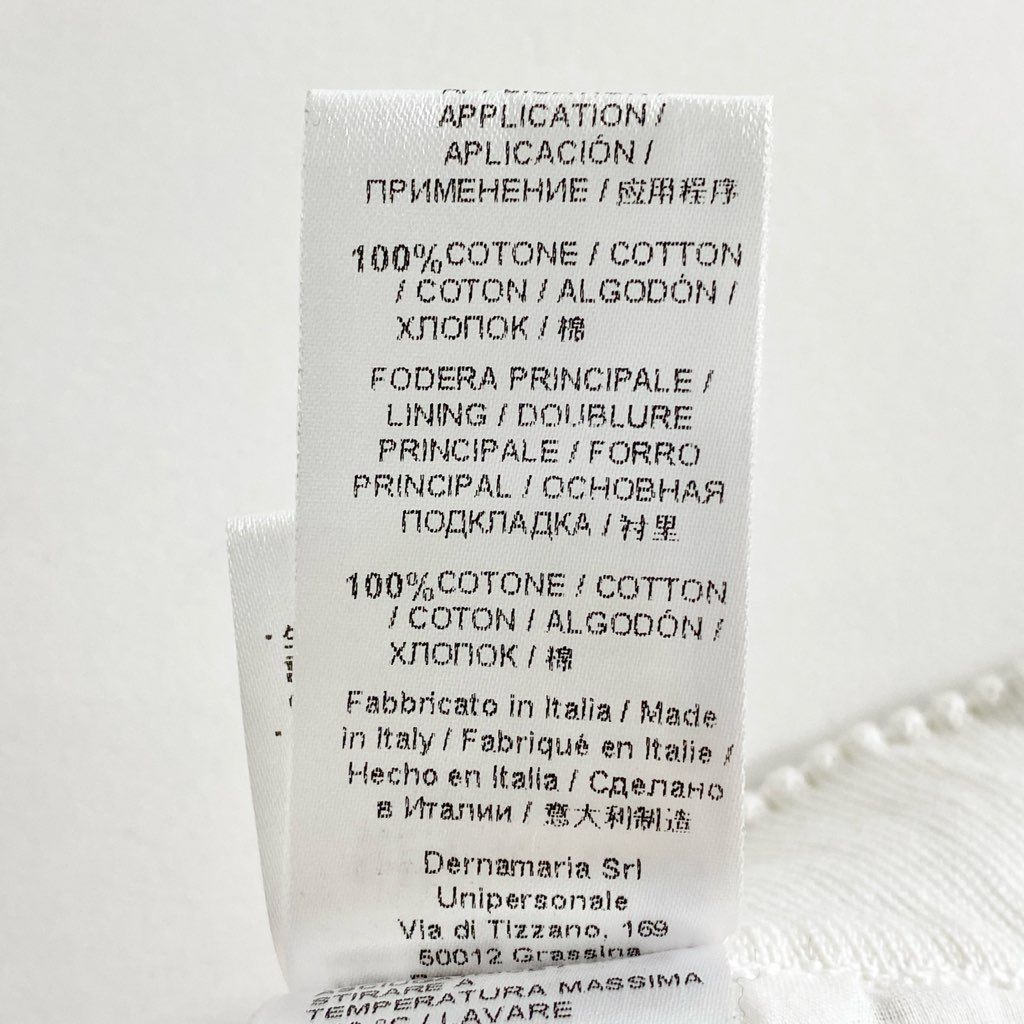 APPLICATION /
APLICACIÓN /
ПРИМЕНЕНИЕ / 应用程序
100% COTONE / COTTON
/ COTON / ALGODÓN /
ХЛОПОК / 棉
FODERA PRINCIPALE /
LINING / DOUBLURE
PRINCIPALE / FORRO
PRINCIPAL / ОСНОВНАЯ
ПОДКЛАДКА / 衬里
100% COTONE / COTTON
/ COTON / ALGODÓN /
ХЛОПОК / 棉
Fabbricato in Italia / Made
in Italy / Fabriqué en Italie /
Hecho en Italia / Сделано
в Италии / 意大利制造
Dernamaria Srl
Unipersonale
Via di Tizzano, 169
50012 Grassina
STIRARE A
TEMPERATURA MASSIMA
°C / LAVARE